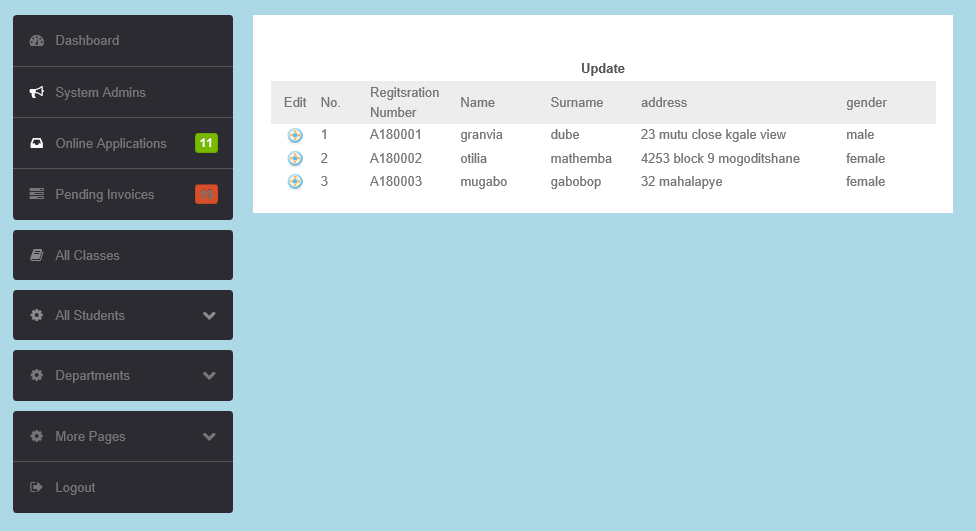 Dashboard
System Admins
Online Applications 11
Pending Invoices
All Classes
All Students
Departments
More Pages
Logout
Update
Edit No. Regitsration Number Name Surname address gender
1 A180001 granvia dube 23 mutu close kgale view male
2 A180002 otilia mathemba 4253 block 9 mogoditshane female
3 A180003 mugabo gabobop 32 mahalapye female